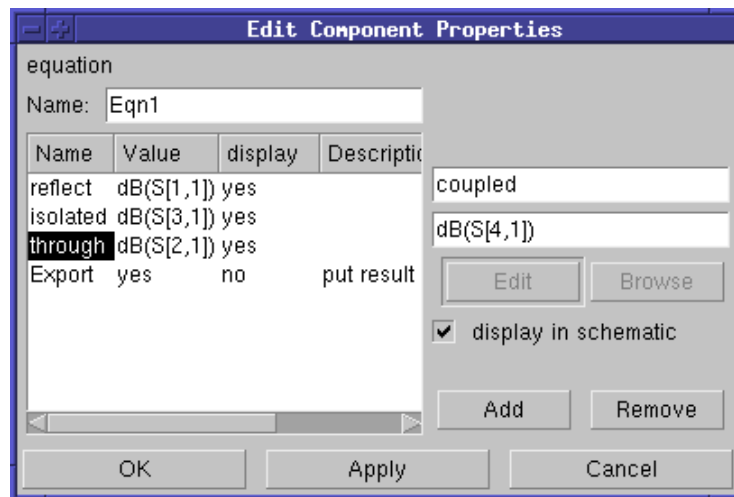 Edit Component Properties
equation
Name: Eqn1
Name Value display Descriptic
reflect dB(S[1,1]) yes
isolated dB(S[3,1]) yes
through dB(S[2,1]) yes
Export yes no put result
coupled
dB(S[4,1])
Edit Browse
display in schematic
Add Remove
OK Apply Cancel